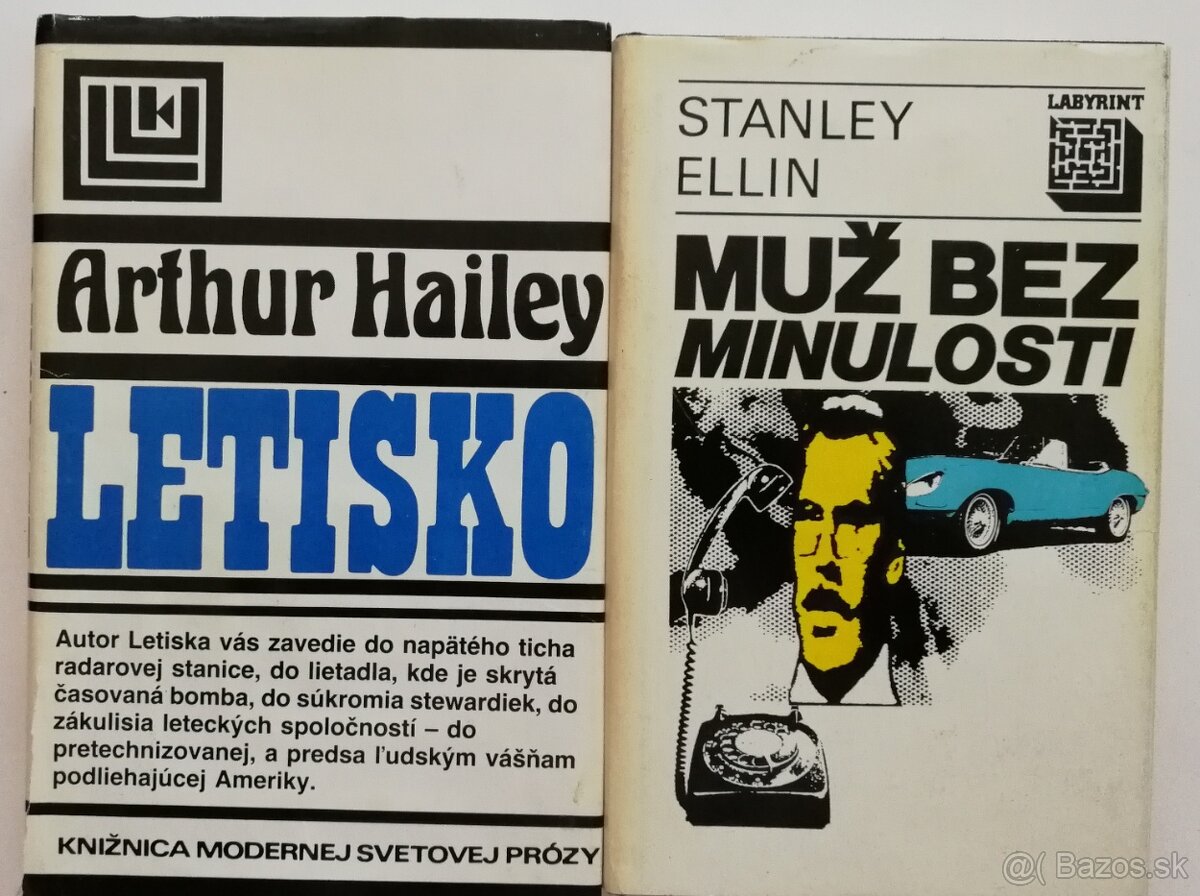 Arthur Hailey
LETISKO
Autor Letiska vás zavedie do napätého ticha
radarovej stanice, do lietadla, kde je skrytá
časovaná bomba, do súkromia stewardiek, do
zákulisia leteckých spoločností – do
pretechnizovanej, a predsa ľudským vášňam
podliehajúcej Ameriky.
KNIŽNICA MODERNEJ SVETOVEJ PRÓZY
STANLEY
ELLIN
LABYRINT
MUŽ BEZ
MINULOSTI
@( Bazos.sk